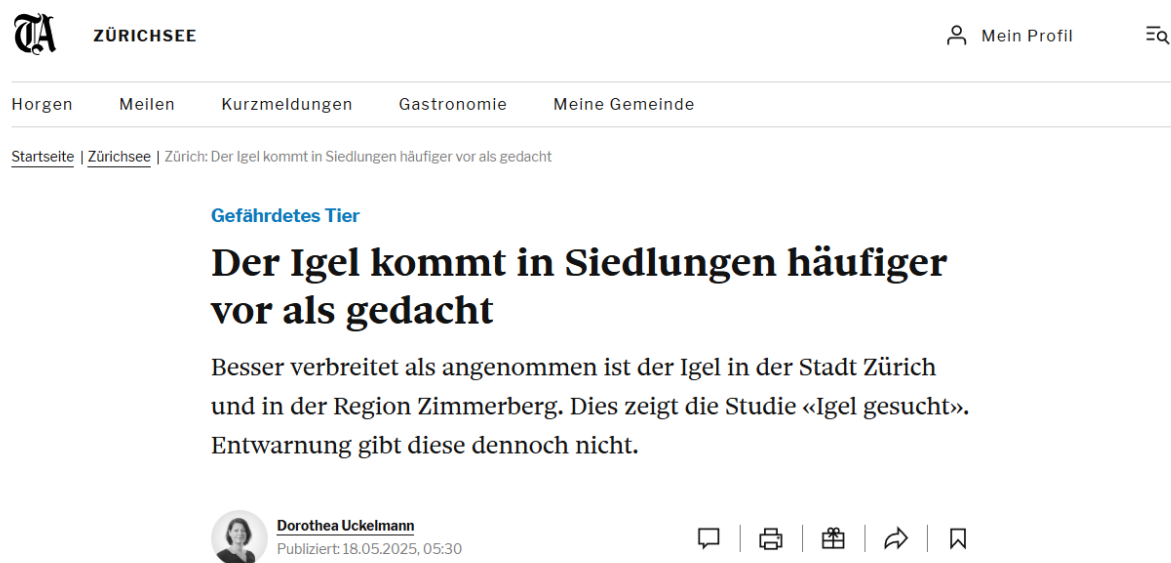 TA
ZÜRICHSEE
Mein Profil
Horgen Meilen Kurzmeldungen Gastronomie Meine Gemeinde
Startseite | Zürichsee | Zürich: Der Igel kommt in Siedlungen häufiger vor als gedacht
Gefährdetes Tier
Der Igel kommt in Siedlungen häufiger
vor als gedacht
Besser verbreitet als angenommen ist der Igel in der Stadt Zürich
und in der Region Zimmerberg. Dies zeigt die Studie «Igel gesucht».
Entwarnung gibt diese dennoch nicht.
Dorothea Uckelmann
Publiziert: 18.05.2025, 05:30